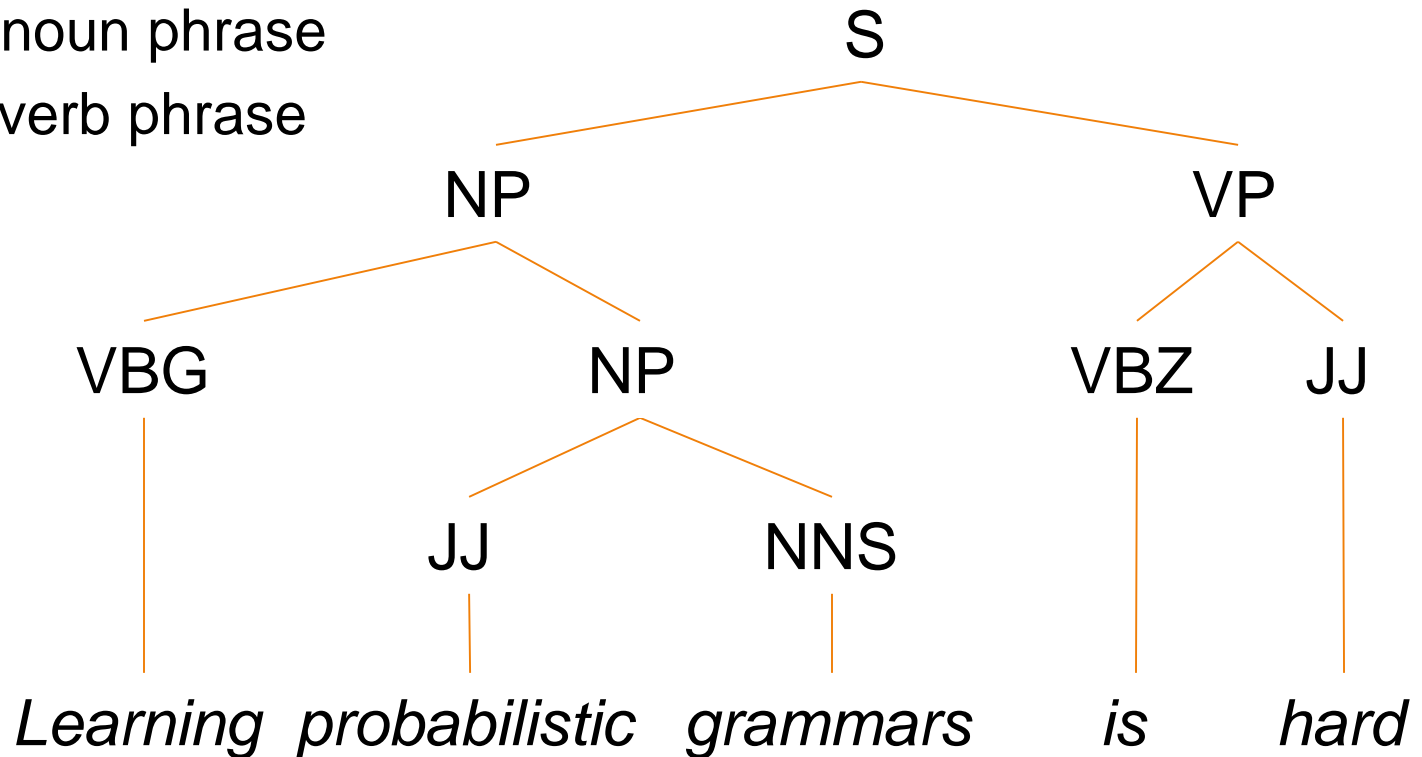 noun phrase
S
verb phrase
NP VP
VBG NP VBZ JJ
JJ NNS
Learning probabilistic grammars is hard